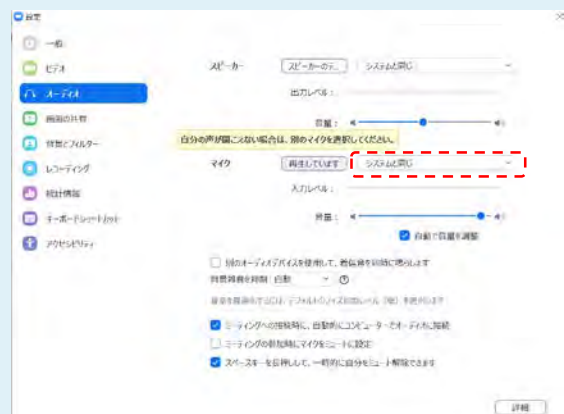 設定
一般
ビデオ
オーディオ
画面の共有
背景とフィルター
レコーディング
統計情報
キーボードショートカット
アクセシビリティ
スピーカー
スピーカーのテ...
システムと同じ
出力レベル：
音量：
自分の声が聞こえない場合は、別のマイクを選択してください。
マイク
再生しています
システムと同じ
入力レベル：
音量：
自動で音量を調整
別のオーディオデバイスを使用して、着信音を同時に鳴らします
背景雑音を抑制
自動
ミーティングへの接続時に、自動的にコンピューターでオーディオに接続
ミーティングの参加時にマイクをミュートに設定
スペースキーを長押しして、一時的に自分をミュート解除できます
詳細